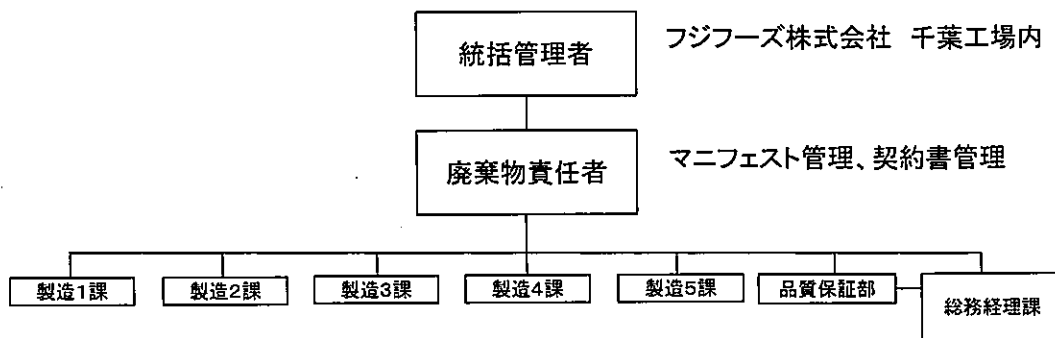 統括管理者
フジフーズ株式会社 千葉工場内
廃棄物責任者
マニフェスト管理、契約書管理
製造1課
製造2課
製造3課
製造4課
製造5課
品質保証部
総務経理課